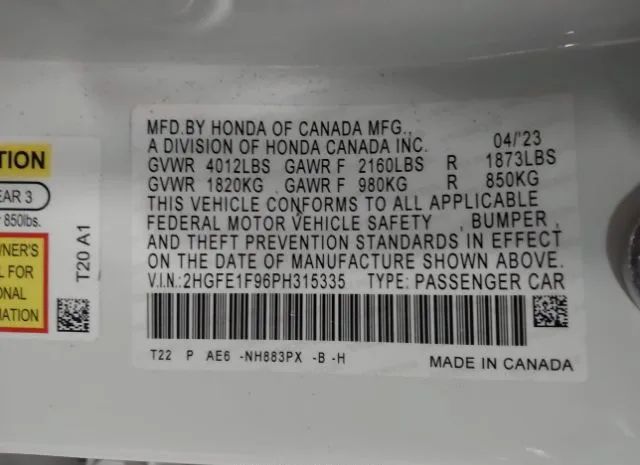 MFD.BY HONDA OF CANADA MFG.,
A DIVISION OF HONDA CANADA INC. 04/'23
GVWR 4012LBS GAWR F 2160LBS R 1873LBS
GVWR 1820KG GAWR F 980KG R 850KG
THIS VEHICLE CONFORMS TO ALL APPLICABLE
FEDERAL MOTOR VEHICLE SAFETY , BUMPER ,
AND THEFT PREVENTION STANDARDS IN EFFECT
ON THE DATE OF MANUFACTURE SHOWN ABOVE.
V.I.N.: 2HGFE1F96PH315335 TYPE: PASSENGER CAR
T22 P AE6 -NH883PX -B -H MADE IN CANADA
TION
EAR 3
850lbs.
WNER'S
L FOR
ONAL
MATION
T20 A1